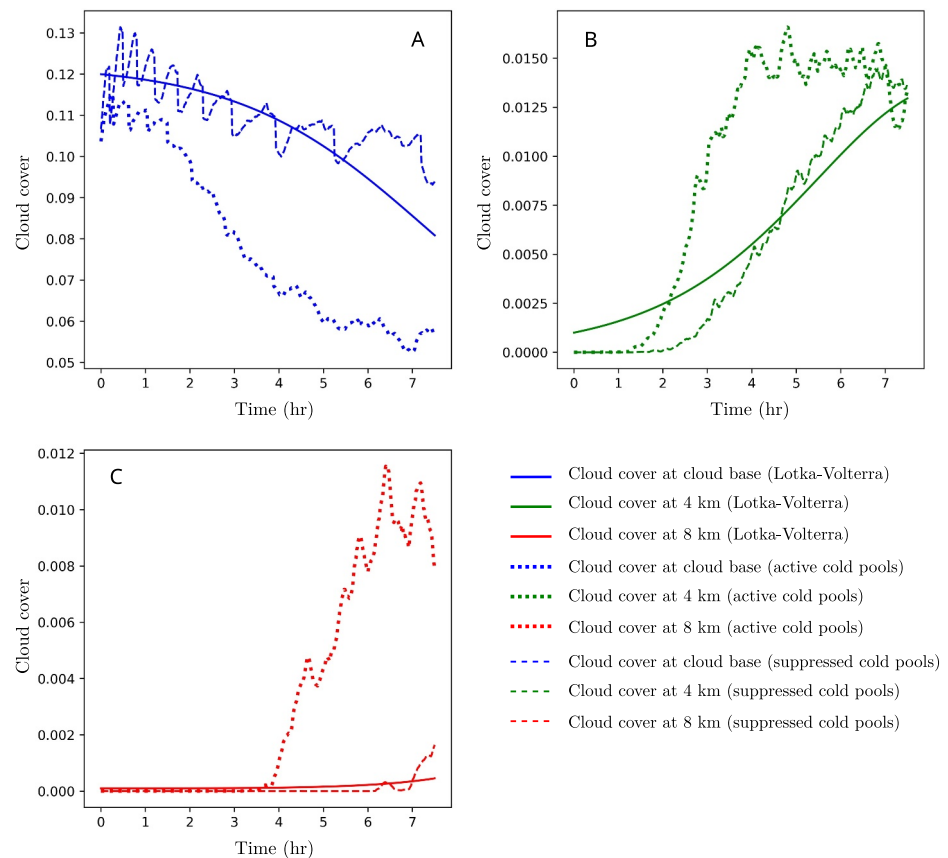 A
0.13
0.12
0.11
0.10
0.09
0.08
0.07
0.06
0.05
Cloud cover
0 1 2 3 4 5 6 7
Time (hr)
B
0.0150
0.0125
0.0100
0.0075
0.0050
0.0025
0.0000
Cloud cover
0 1 2 3 4 5 6 7
Time (hr)
C
0.012
0.010
0.008
0.006
0.004
0.002
0.000
Cloud cover
0 1 2 3 4 5 6 7
Time (hr)
Cloud cover at cloud base (Lotka-Volterra)
Cloud cover at 4 km (Lotka-Volterra)
Cloud cover at 8 km (Lotka-Volterra)
Cloud cover at cloud base (active cold pools)
Cloud cover at 4 km (active cold pools)
Cloud cover at 8 km (active cold pools)
Cloud cover at cloud base (suppressed cold pools)
Cloud cover at 4 km (suppressed cold pools)
Cloud cover at 8 km (suppressed cold pools)